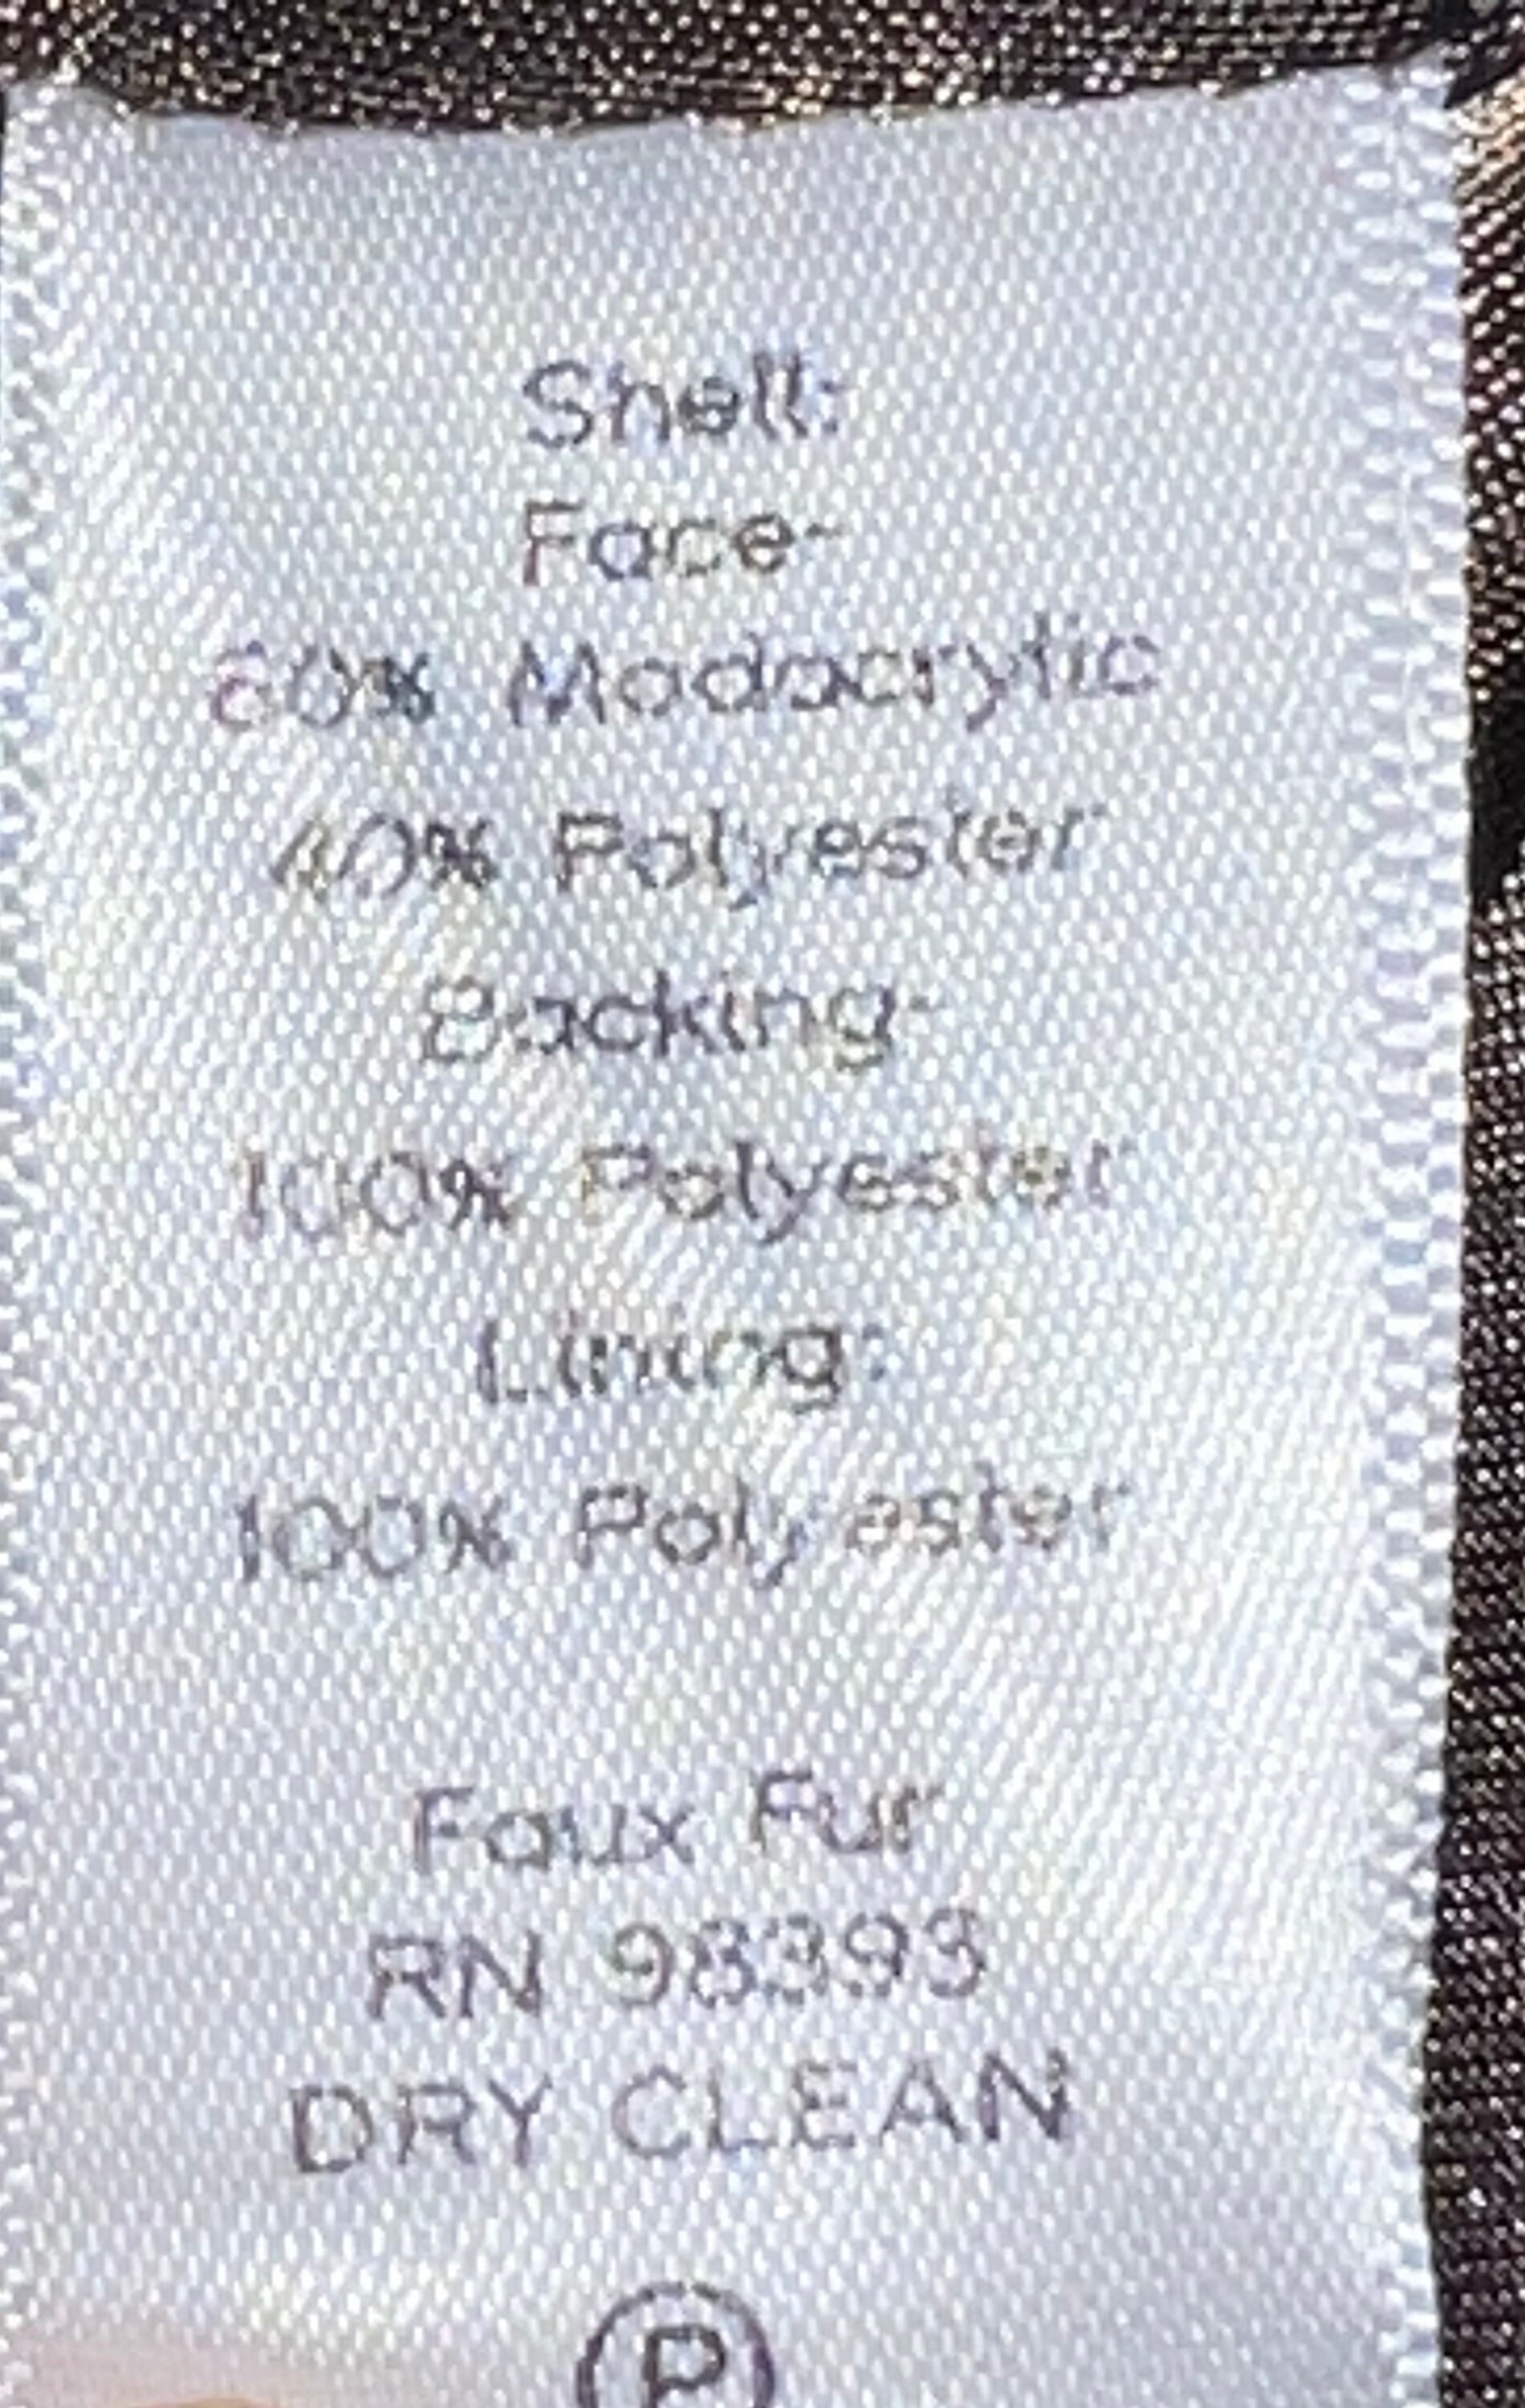 Shell:
Face-
60% Modacrylic
40% Polyester
Backing-
100% Polyester
Lining:
100% Polyester
Faux Fur
RN 98393
DRY CLEAN
P